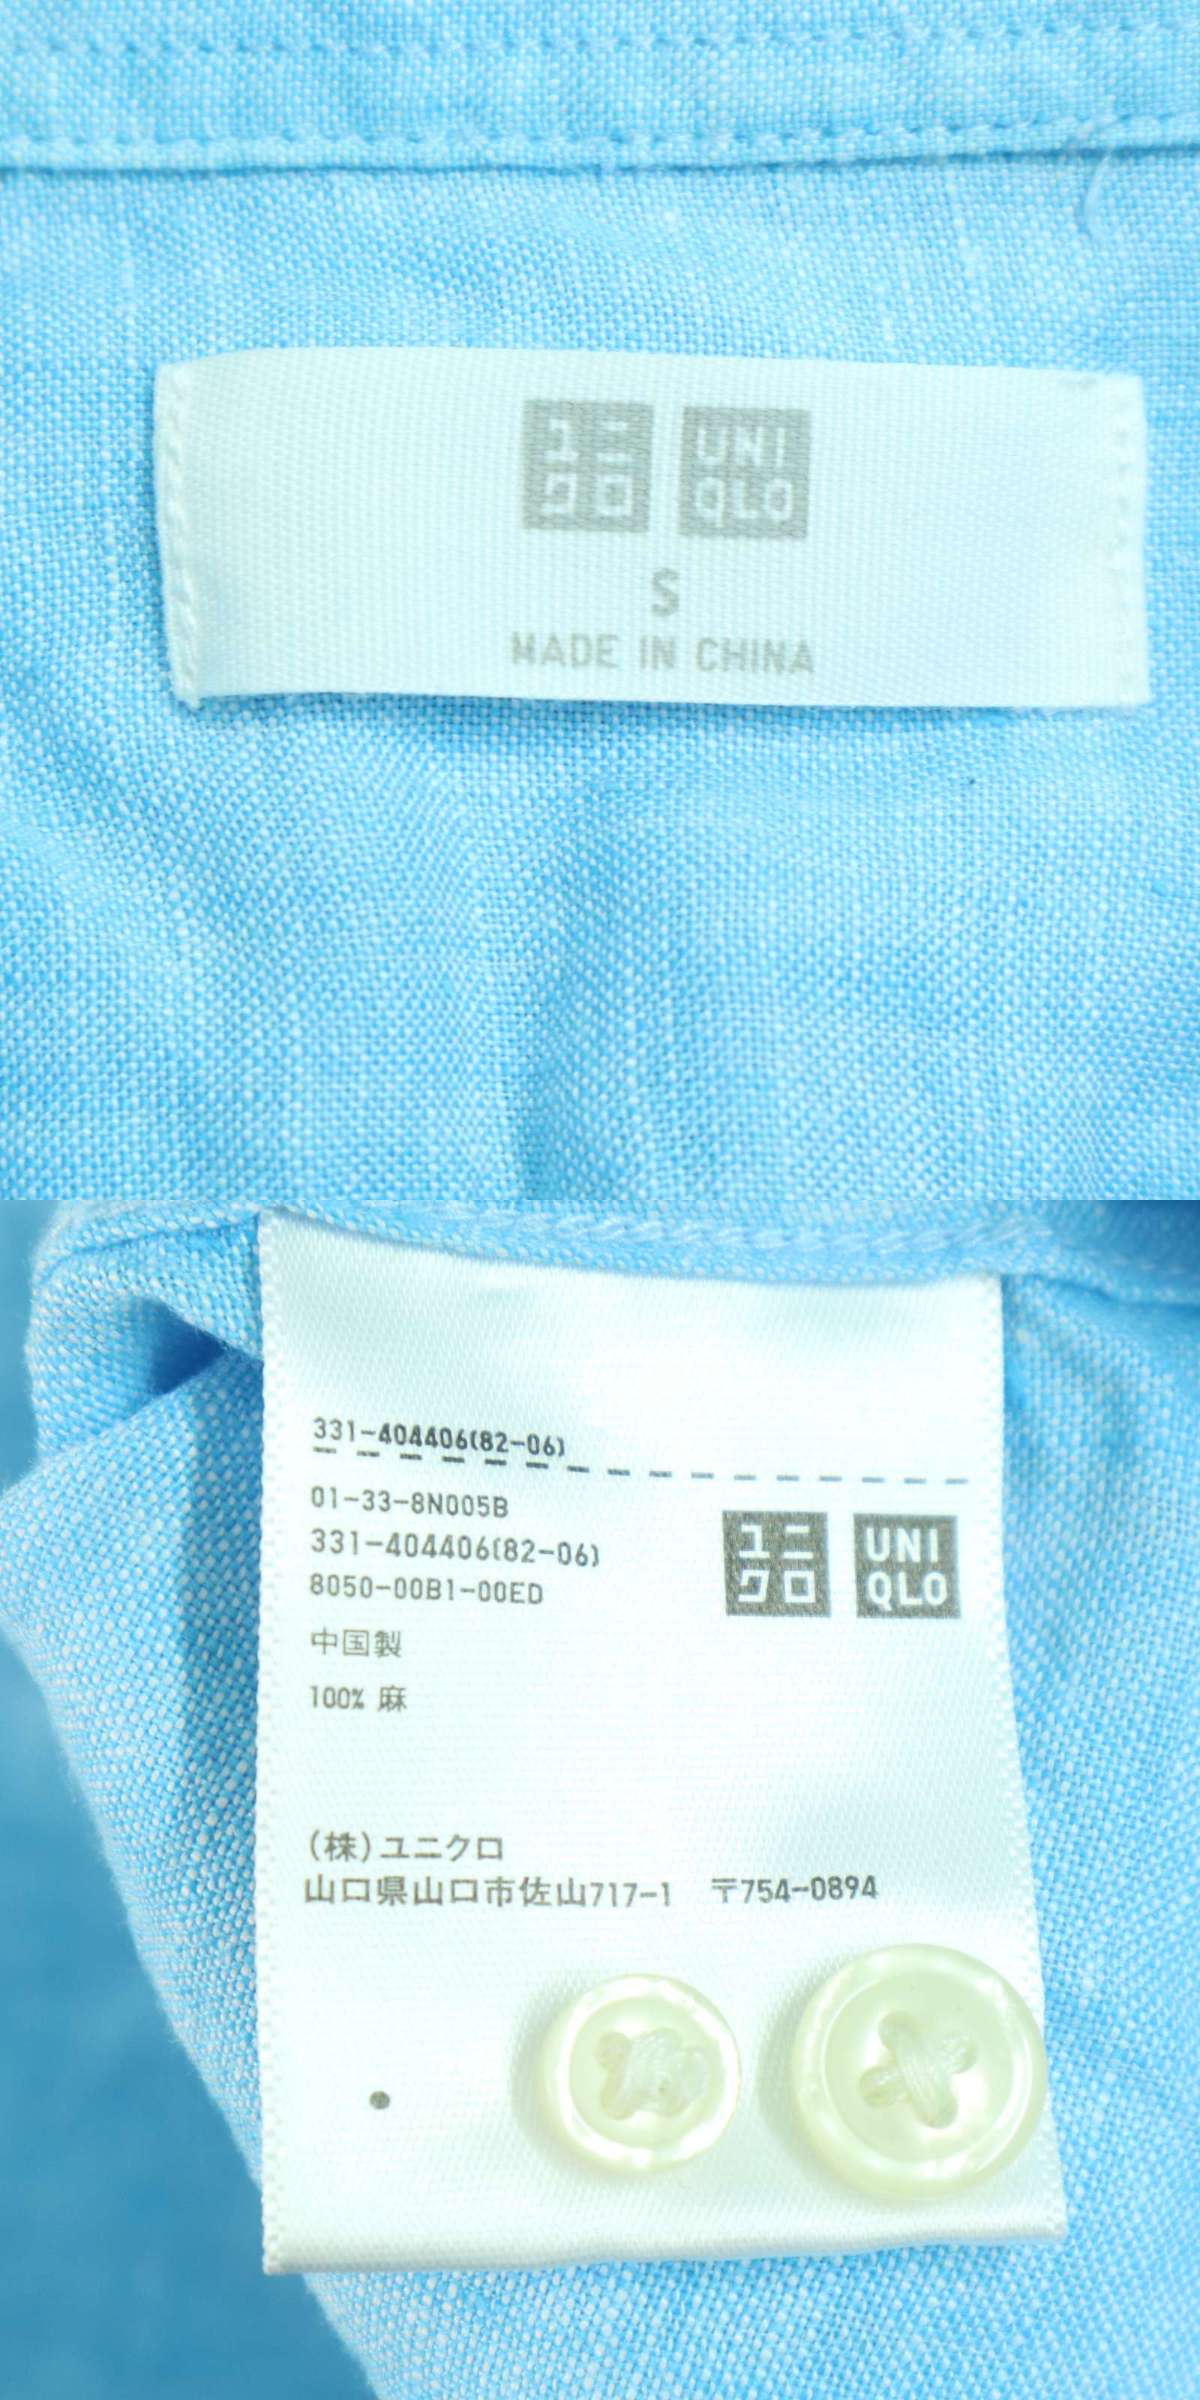 ユニ UNI
クロ QLO
S
MADE IN CHINA
331-404406(82-06)
01-33-8N005B
331-404406(82-06)
8050-00B1-00ED
ユニ UNI
クロ QLO
中国製
100% 麻
(株)ユニクロ
山口県山口市佐山717-1 〒754-0894